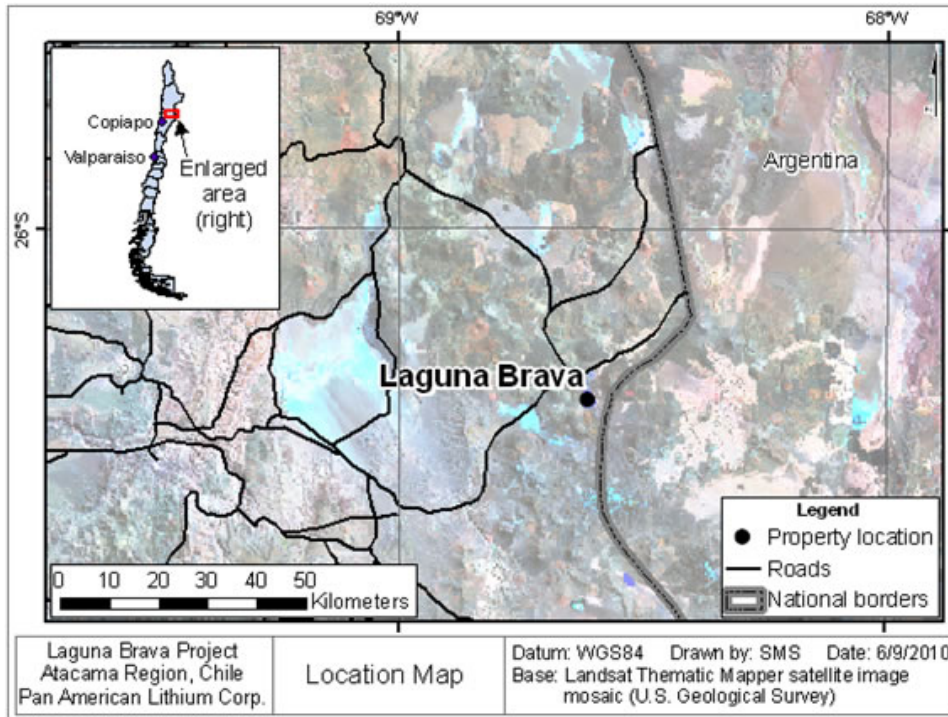 69°W
68°W
26°S
Copiapo
Valparaiso
Enlarged
area
(right)
Argentina
Laguna Brava
Legend
Property location
Roads
National borders
0 10 20 30 40 50
Kilometers
Laguna Brava Project
Atacama Region, Chile
Pan American Lithium Corp.
Location Map
Datum: WGS84 Drawn by: SMS Date: 6/9/2010
Base: Landsat Thematic Mapper satellite image
mosaic (U.S. Geological Survey)